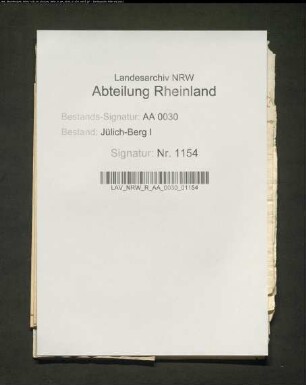 Landesarchiv NRW
Abteilung Rheinland
Bestands-Signatur: AA 0030
Bestand: Jülich-Berg I
Signatur: Nr. 1154
LAV_NRW_R_AA_0030_01154